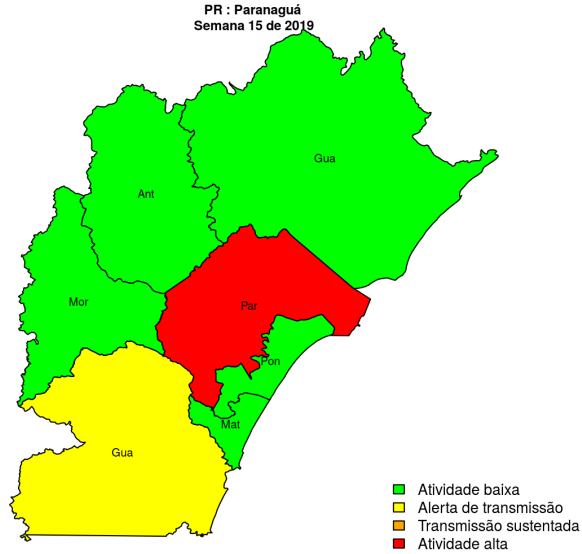 PR : Paranaguá
Semana 15 de 2019
Gua
Ant
Mor
Par
Pon
Mat
Gua
Atividade baixa
Alerta de transmissão
Transmissão sustentada
Atividade alta